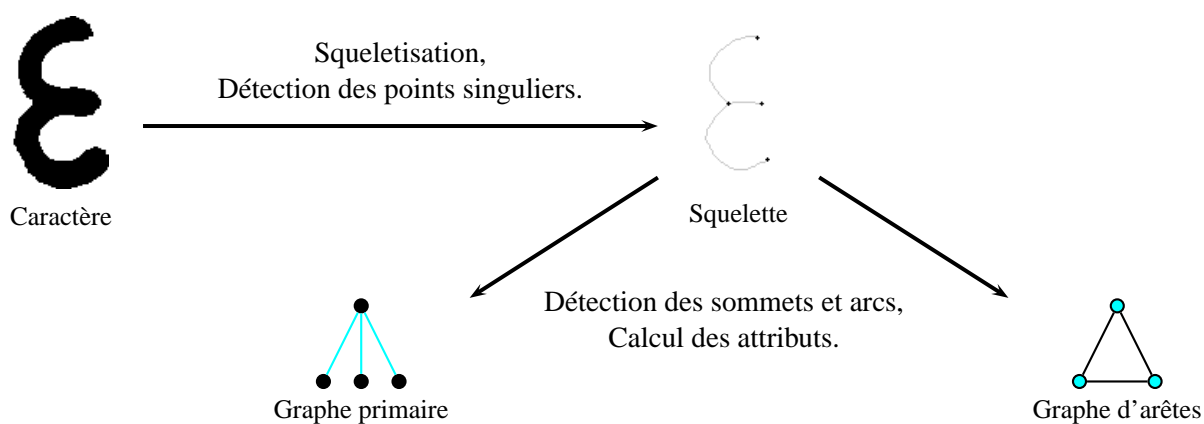 Squeletisation,
Détection des points singuliers.
Caractère
Squelette
Détection des sommets et arcs,
Calcul des attributs.
Graphe primaire
Graphe d'arêtes